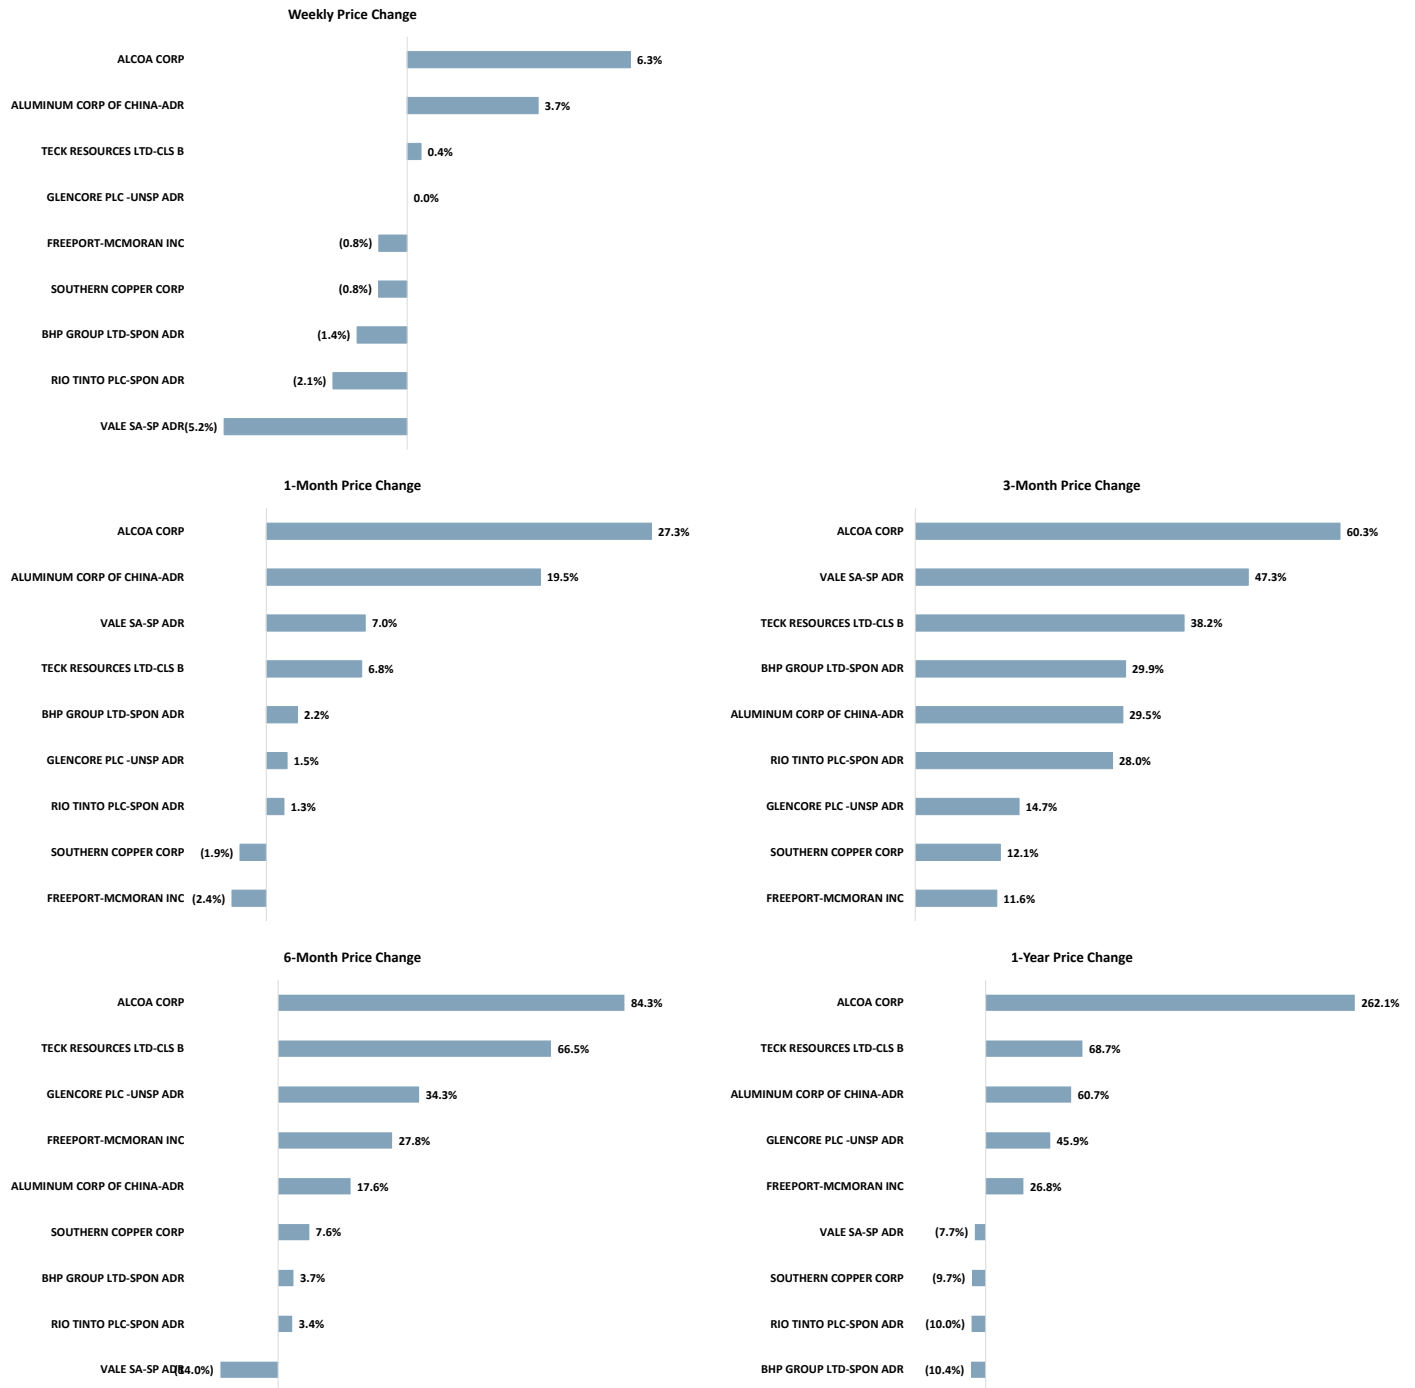 Weekly Price Change
ALCOA CORP 6.3%
ALUMINUM CORP OF CHINA-ADR 3.7%
TECK RESOURCES LTD-CLS B 0.4%
GLENCORE PLC -UNSP ADR 0.0%
FREEPORT-MCMORAN INC (0.8%)
SOUTHERN COPPER CORP (0.8%)
BHP GROUP LTD-SPON ADR (1.4%)
RIO TINTO PLC-SPON ADR (2.1%)
VALE SA-SP ADR (5.2%)
1-Month Price Change
ALCOA CORP 27.3%
ALUMINUM CORP OF CHINA-ADR 19.5%
VALE SA-SP ADR 7.0%
TECK RESOURCES LTD-CLS B 6.8%
BHP GROUP LTD-SPON ADR 2.2%
GLENCORE PLC -UNSP ADR 1.5%
RIO TINTO PLC-SPON ADR 1.3%
SOUTHERN COPPER CORP (1.9%)
FREEPORT-MCMORAN INC (2.4%)
3-Month Price Change
ALCOA CORP 60.3%
VALE SA-SP ADR 47.3%
TECK RESOURCES LTD-CLS B 38.2%
BHP GROUP LTD-SPON ADR 29.9%
ALUMINUM CORP OF CHINA-ADR 29.5%
RIO TINTO PLC-SPON ADR 28.0%
GLENCORE PLC -UNSP ADR 14.7%
SOUTHERN COPPER CORP 12.1%
FREEPORT-MCMORAN INC 11.6%
6-Month Price Change
ALCOA CORP 84.3%
TECK RESOURCES LTD-CLS B 66.5%
GLENCORE PLC -UNSP ADR 34.3%
FREEPORT-MCMORAN INC 27.8%
ALUMINUM CORP OF CHINA-ADR 17.6%
SOUTHERN COPPER CORP 7.6%
BHP GROUP LTD-SPON ADR 3.7%
RIO TINTO PLC-SPON ADR 3.4%
VALE SA-SP ADR (14.0%)
1-Year Price Change
ALCOA CORP 262.1%
TECK RESOURCES LTD-CLS B 68.7%
ALUMINUM CORP OF CHINA-ADR 60.7%
GLENCORE PLC -UNSP ADR 45.9%
FREEPORT-MCMORAN INC 26.8%
VALE SA-SP ADR (7.7%)
SOUTHERN COPPER CORP (9.7%)
RIO TINTO PLC-SPON ADR (10.0%)
BHP GROUP LTD-SPON ADR (10.4%)